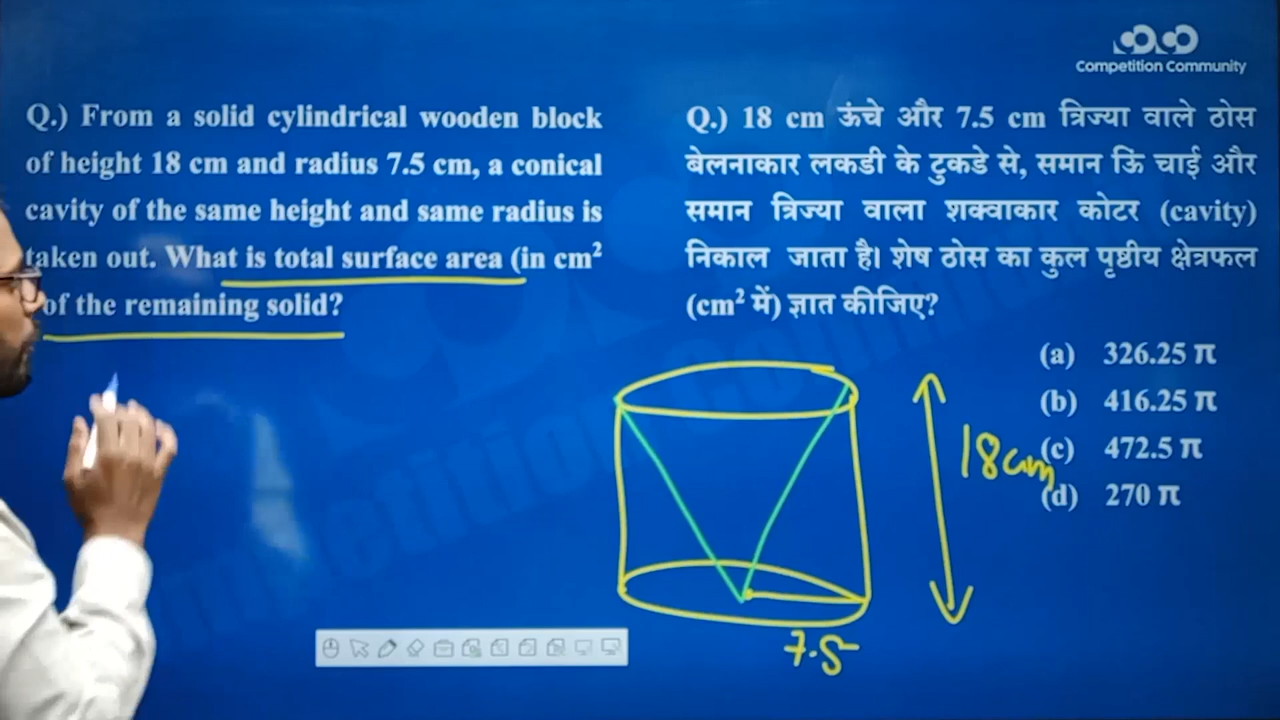 Competition Community
Q.) From a solid cylindrical wooden block
of height 18 cm and radius 7.5 cm, a conical
cavity of the same height and same radius is
taken out. What is total surface area (in cm²
of the remaining solid?
Q.) 18 cm ऊंचे और 7.5 cm त्रिज्या वाले ठोस
बेलनाकार लकडी के टुकडे से, समान ऊिं चाई और
समान त्रिज्या वाला शक्वाकार कोटर (cavity)
निकाल जाता है। शेष ठोस का कुल पृष्ठीय क्षेत्रफल
(cm² में) ज्ञात कीजिए?
(a) 326.25 π
(b) 416.25 π
(c) 472.5 π
(d) 270 π
18cm
7.5